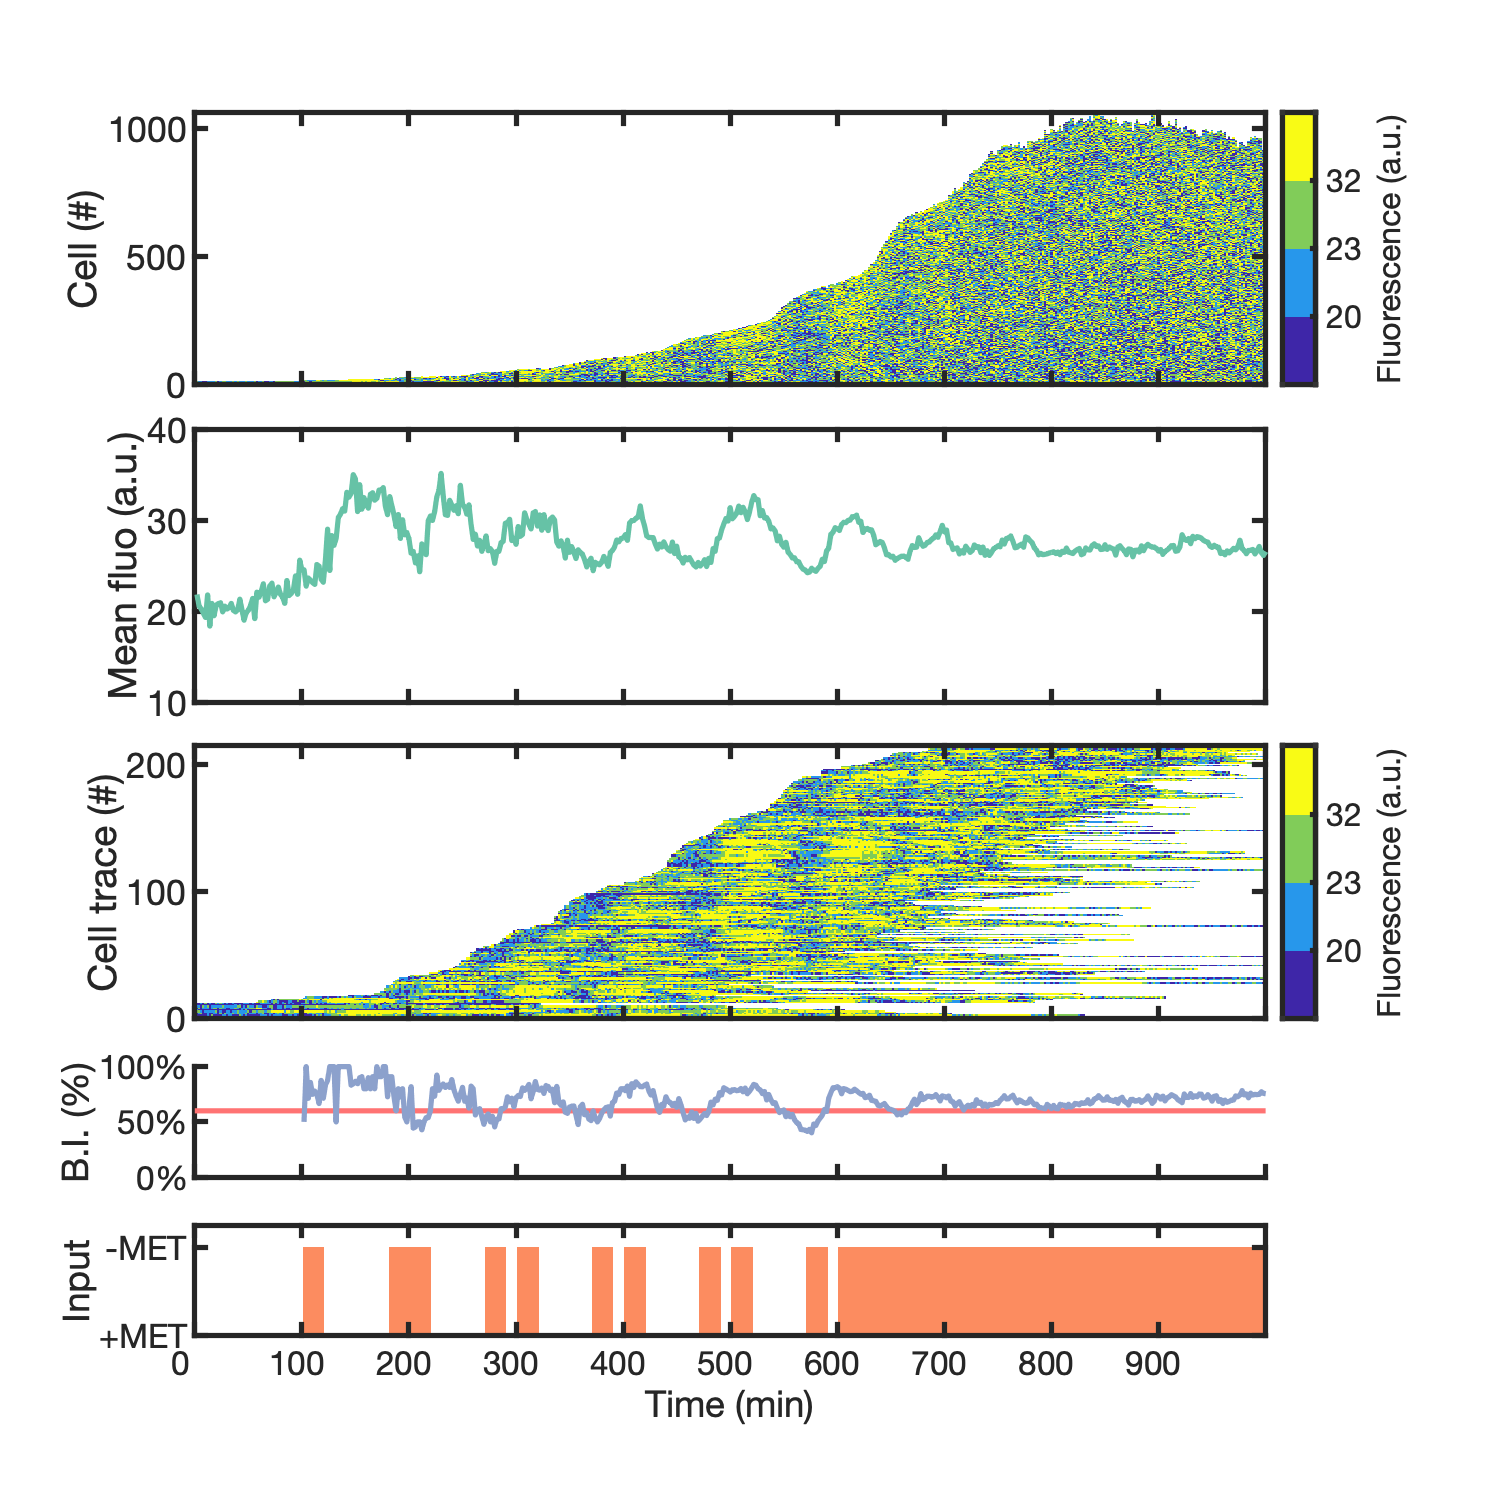 1000
500
0
Cell (#)
32
23
20
Fluorescence (a.u.)
40
30
20
10
Mean fluo (a.u.)
200
100
0
Cell trace (#)
32
23
20
Fluorescence (a.u.)
100%
50%
0%
B.I. (%)
-MET
+MET
Input
0 100 200 300 400 500 600 700 800 900
Time (min)